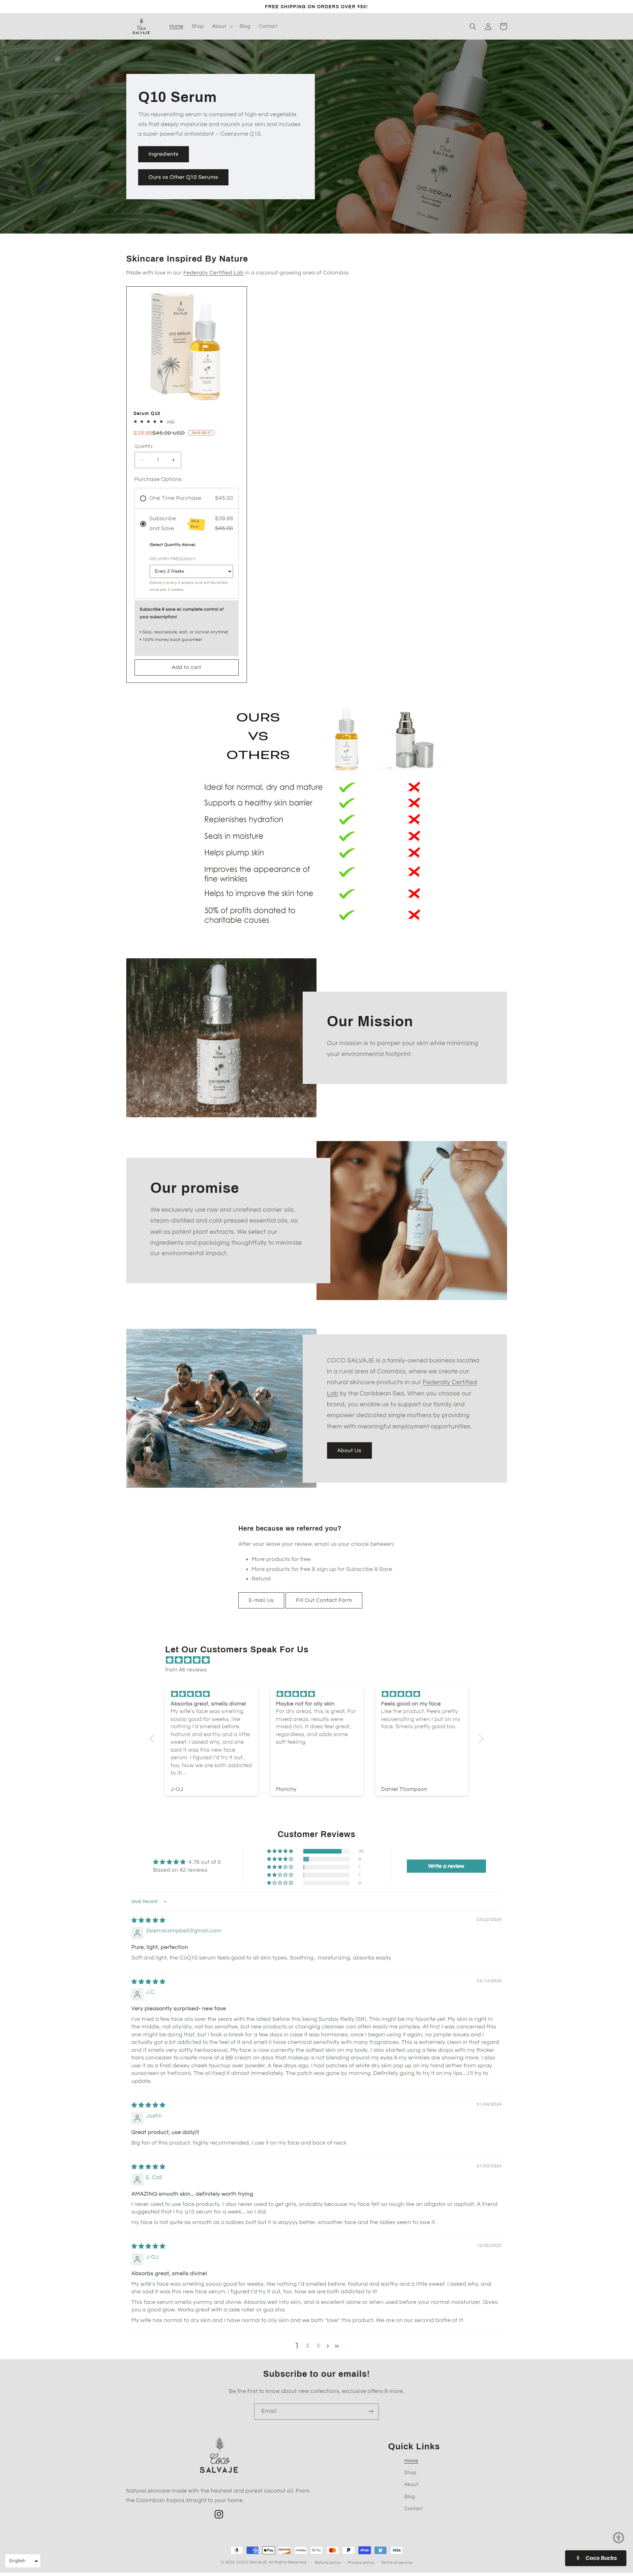 FREE SHIPPING ON ORDERS OVER $50!
Coco
SALVAJE
Home
Shop
About
Blog
Contact
Q10 Serum
This rejuvenating serum is composed of high-end vegetable
oils that deeply moisturize and nourish your skin and includes
a super powerful antioxidant – Coenzyme Q10.
Ingredients
Ours vs Other Q10 Serums
Coco
SALVAJE
Q10 SERUM
Skincare Inspired By Nature
Made with love in our Federally Certified Lab in a coconut-growing area of Colombia.
Serum Q10
(42)
$39.99 $45.00 USD
SAVE $5.01
Quantity
1
Purchase Options
One Time Purchase
$45.00
Subscribe
and Save
SAVE
$5.01
$39.99
$45.00
(Select Quantity Above)
DELIVERY FREQUENCY
Every 2 Weeks
Delivery every 2 weeks and will be billed
once per 2 weeks.
Subscribe & save w/ complete control of
your subscription!
• Skip, reschedule, edit, or cancel anytime!
• 100% money back gurantee!
Add to cart
OURS
VS
OTHERS
Ideal for normal, dry and mature
Supports a healthy skin barrier
Replenishes hydration
Seals in moisture
Helps plump skin
Improves the appearance of
fine wrinkles
Helps to improve the skin tone
50% of profits donated to
charitable causes
Our Mission
Our mission is to pamper your skin while minimizing
your environmental footprint.
Our promise
We exclusively use raw and unrefined carrier oils,
steam-distilled and cold-pressed essential oils, as
well as potent plant extracts. We select our
ingredients and packaging thoughtfully to minimize
our environmental impact.
COCO SALVAJE is a family-owned business located
in a rural area of Colombia, where we create our
natural skincare products in our Federally Certified
Lab by the Caribbean Sea. When you choose our
brand, you enable us to support our family and
empower dedicated single mothers by providing
them with meaningful employment opportunities.
About Us
Here because we referred you?
After your leave your review, email us your choice between:
• More products for free
• More products for free & sign up for Subscribe & Save
• Refund
E-mail Us
Fill Out Contact Form
Let Our Customers Speak For Us
from 46 reviews
Absorbs great, smells divine!
My wife's face was smelling
soooo good for weeks, like
nothing I'd smelled before.
Natural and earthy and a little
sweet. I asked why, and she
said it was this new face
serum. I figured I'd try it out,
too. Now we are both addicted
to it!...
J-OJ
Maybe not for oily skin
For dry areas, this is great. For
mixed areas, results were
mixed (lol). It does feel great,
regardless, and adds some
soft feeling.
Monchy
Feels good on my face
Like the product. Feels pretty
rejuvenating when I put on my
face. Smells pretty good too.
Daniel Thompson
Customer Reviews
4.76 out of 5
Based on 42 reviews
Write a review
Most Recent
03/22/2024
2sierracampbell@gmail.com
Pure, light, perfection
Soft and light, the CoQ10 serum feels good to all skin types. Soothing , moisturizing, absorbs easily
03/13/2024
J.C.
Very pleasantly surprised- new fave
I've tried a few face oils over the years with the latest before this being Sunday Reilly (SR). This might be my favorite yet. My skin is right in
the middle, not oily/dry, not too sensitive, but new products or changing cleanser can often easily me pimples. At first I was concerned this
one might be doing that, but I took a break for a few days in case it was hormones; once I began using it again, no pimple issues and I
actually got a bit addicted to the feel of it and smell (I have chemical sensitivity with many fragrances. This is extremely clean in that regard
and it smells very softly herbaceous). My face is now currently the softest skin on my body. I also started using a few drops with my thicker
Nars concealer to create more of a BB cream on days that makeup is not blending around my eyes & my wrinkles are showing more. I also
use it as a final dewey cheek touchup over powder. A few days ago, I had patches of white dry skin pop up on my hand (either from spray
sunscreen or tretinoin). The oil fixed it almost immediately. The patch was gone by morning. Definitely going to try it on my lips....I'll try to
update.
01/04/2024
Justin
Great product, use daily!!!
Big fan of this product, highly recommended, I use it on my face and back of neck
01/03/2024
E. Coll
AMAZING smooth skin... definitely worth trying
I never used to use face products. I also never used to get girls, probably because my face felt so rough like an alligator or asphalt. A friend
suggested that I try q10 serum for a week... so I did.
my face is not quite as smooth as a babies butt but it is wayyyy better. smoother face and the ladies seem to love it.
12/25/2023
J-OJ
Absorbs great, smells divine!
My wife's face was smelling soooo good for weeks, like nothing I'd smelled before. Natural and earthy and a little sweet. I asked why, and
she said it was this new face serum. I figured I'd try it out, too. Now we are both addicted to it!
This face serum smells yummy and divine. Absorbs well into skin, and is excellent alone or when used before your normal moisturizer. Gives
you a good glow. Works great with a jade roller or gua sha.
My wife has normal to dry skin and I have normal to oily skin and we both "love" this product. We are on our second bottle of it!
1
2
3
Subscribe to our emails!
Be the first to know about new collections, exclusive offers & more.
Email
Coco
SALVAJE
Natural skincare made with the freshest and purest coconut oil. From
the Colombian tropics straight to your home.
Quick Links
Home
Shop
About
Blog
Contact
© 2024, COCO SALVAJE, All Rights Reserved.
Refund policy
Privacy policy
Terms of service
English
Coco Bucks